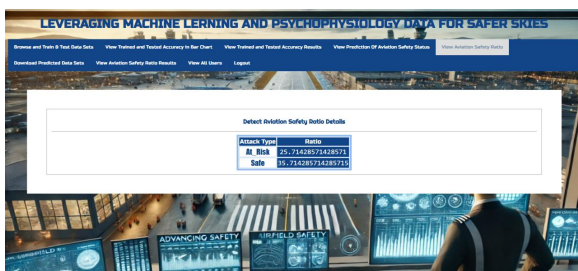 LEVERAGING MACHINE LERNING AND PSYCHOPHYSIOLOGY DATA FOR SAFER SKIES
Browse and Train & Test Data Sets View Trained and Tested Accuracy in Bar Chart View Trained and Tested Accuracy Results View Prediction Of Aviation Safety Status View Aviation Safety Ratio
Download Predicted Data Sets View Aviation Safety Ratio Results View All Users Logout
Detect Aviation Safety Ratio Details
Attack Type Ratio
At_Risk 25.71428571428571
Safe 35.714285714285715
ADVANCING SAFETY AIRFIELD SAFETY